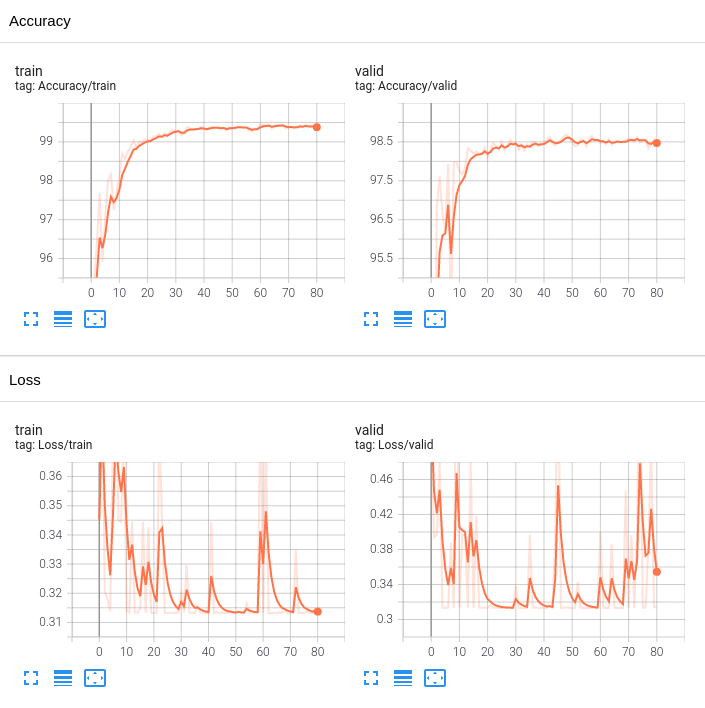 Accuracy
train
tag: Accuracy/train
99
98
97
96
0 10 20 30 40 50 60 70 80
valid
tag: Accuracy/valid
98.5
97.5
96.5
95.5
0 10 20 30 40 50 60 70 80
Loss
train
tag: Loss/train
0.36
0.35
0.34
0.33
0.32
0.31
0 10 20 30 40 50 60 70 80
valid
tag: Loss/valid
0.46
0.42
0.38
0.34
0.3
0 10 20 30 40 50 60 70 80